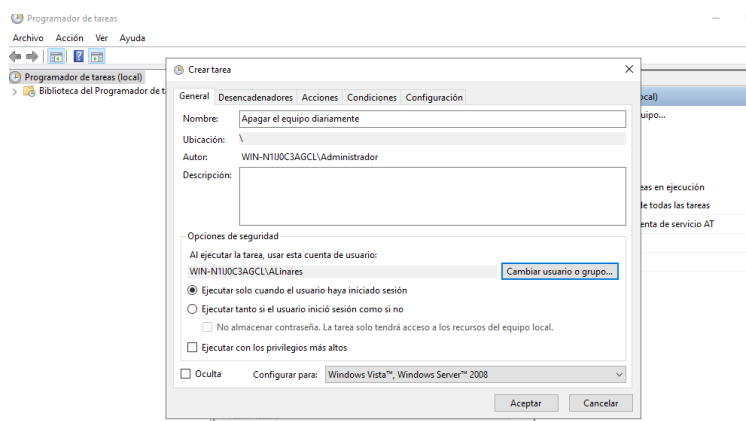 Programador de tareas
Archivo Acción Ver Ayuda
Programador de tareas (local)
Biblioteca del Programador de t
Crear tarea
General Desencadenadores Acciones Condiciones Configuración
Nombre: Apagar el equipo diariamente
Ubicación: \
Autor: WIN-N1IJ0C3AGCL\Administrador
Descripción:
Opciones de seguridad
Al ejecutar la tarea, usar esta cuenta de usuario:
WIN-N1IJ0C3AGCL\ALinares Cambiar usuario o grupo...
Ejecutar solo cuando el usuario haya iniciado sesión
Ejecutar tanto si el usuario inició sesión como si no
No almacenar contraseña. La tarea solo tendrá acceso a los recursos del equipo local.
Ejecutar con los privilegios más altos
Oculta Configurar para: Windows Vista™, Windows Server™ 2008
Aceptar Cancelar
ocal)
uipo...
eas en ejecución
de todas las tareas
enta de servicio AT